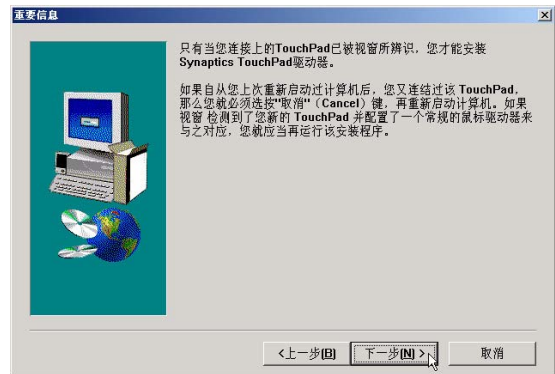 重要信息
只有当您连接上的TouchPad已被视窗所辨识，您才能安装
Synaptics TouchPad驱动器。
如果自从您上次重新启动过计算机后，您又连结过该 TouchPad，
那么您就必须选按"取消"（Cancel）键，再重新启动计算机。如果
视窗 检测到了您新的 TouchPad 并配置了一个常规的鼠标驱动器来
与之对应，您就应当再运行该安装程序。
<上一步(B) 下一步(N) > 取消